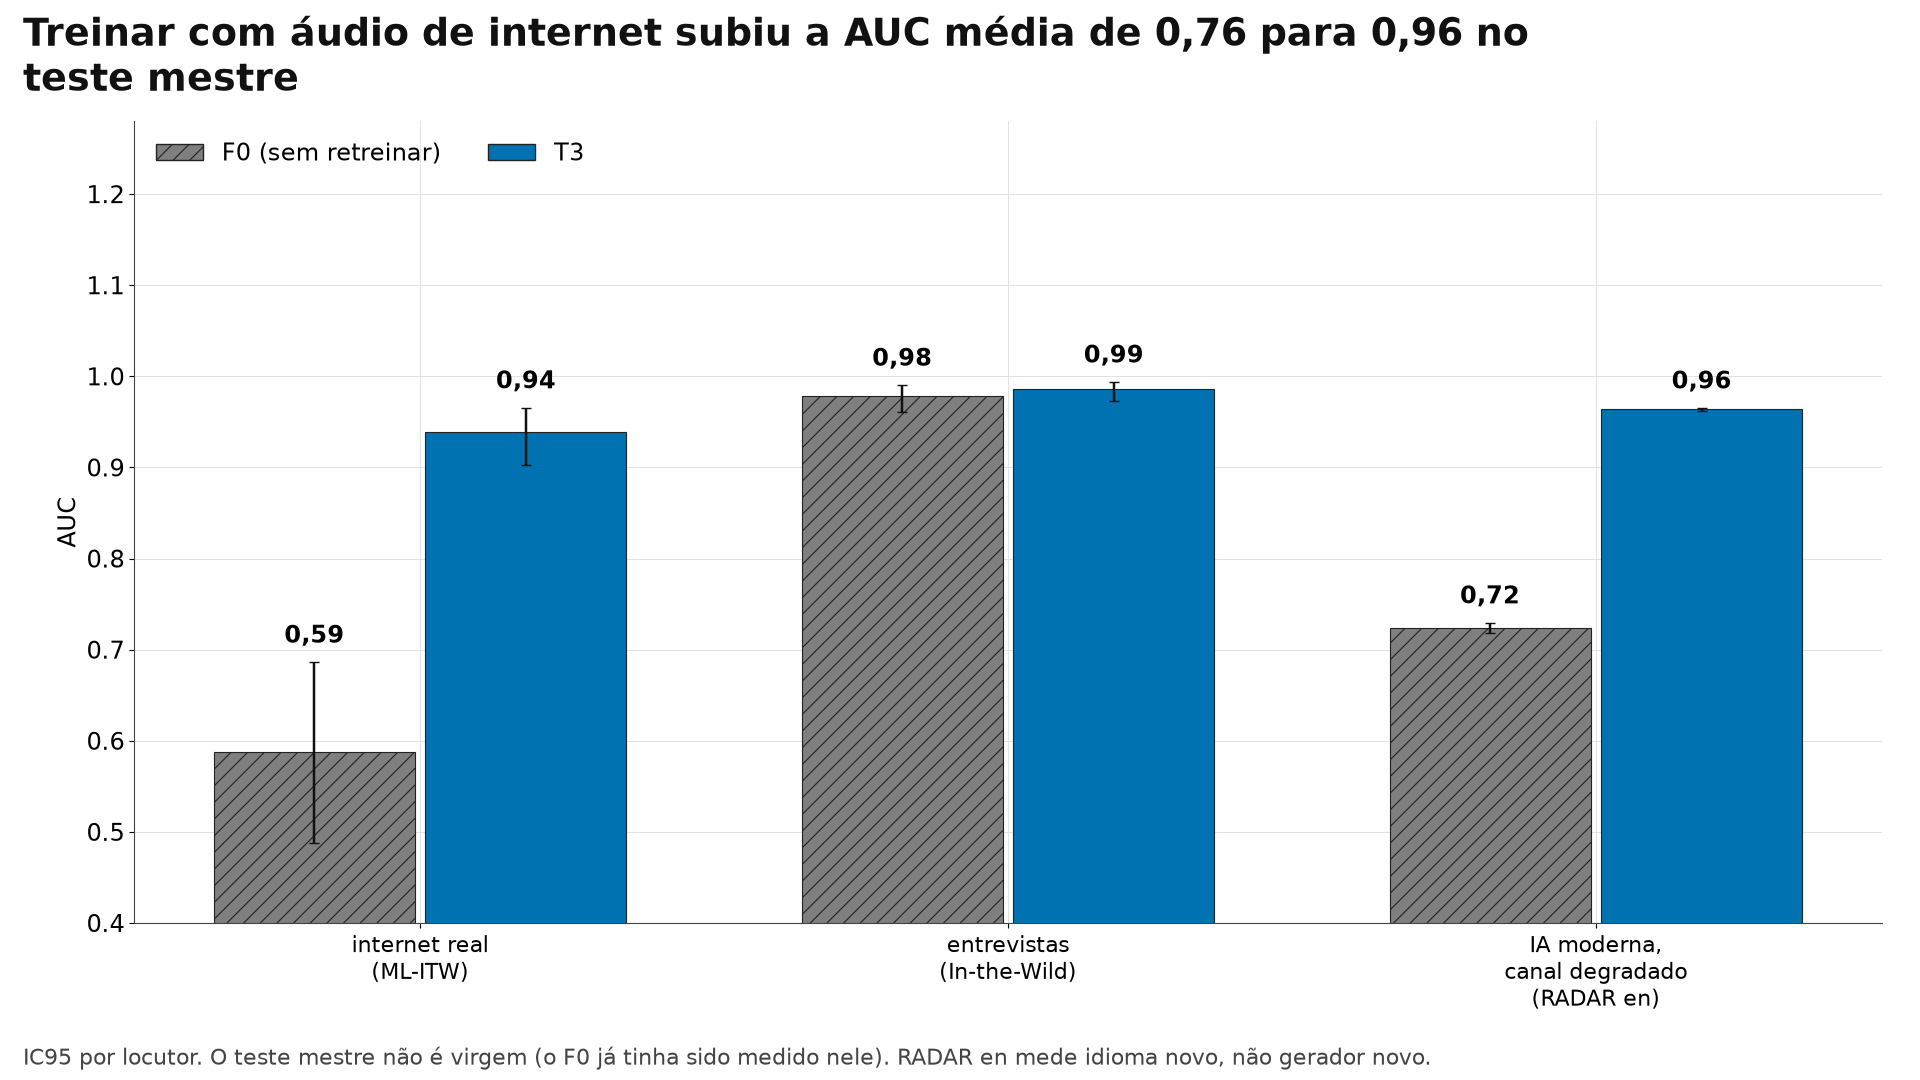 Treinar com áudio de internet subiu a AUC média de 0,76 para 0,96 no
teste mestre
F0 (sem retreinar)
T3
1.2
1.1
1.0
0.9
0.8
0.7
0.6
0.5
0.4
AUC
0,59
0,94
0,98
0,99
0,72
0,96
internet real
(ML-ITW)
entrevistas
(In-the-Wild)
IA moderna,
canal degradado
(RADAR en)
IC95 por locutor. O teste mestre não é virgem (o F0 já tinha sido medido nele). RADAR en mede idioma novo, não gerador novo.